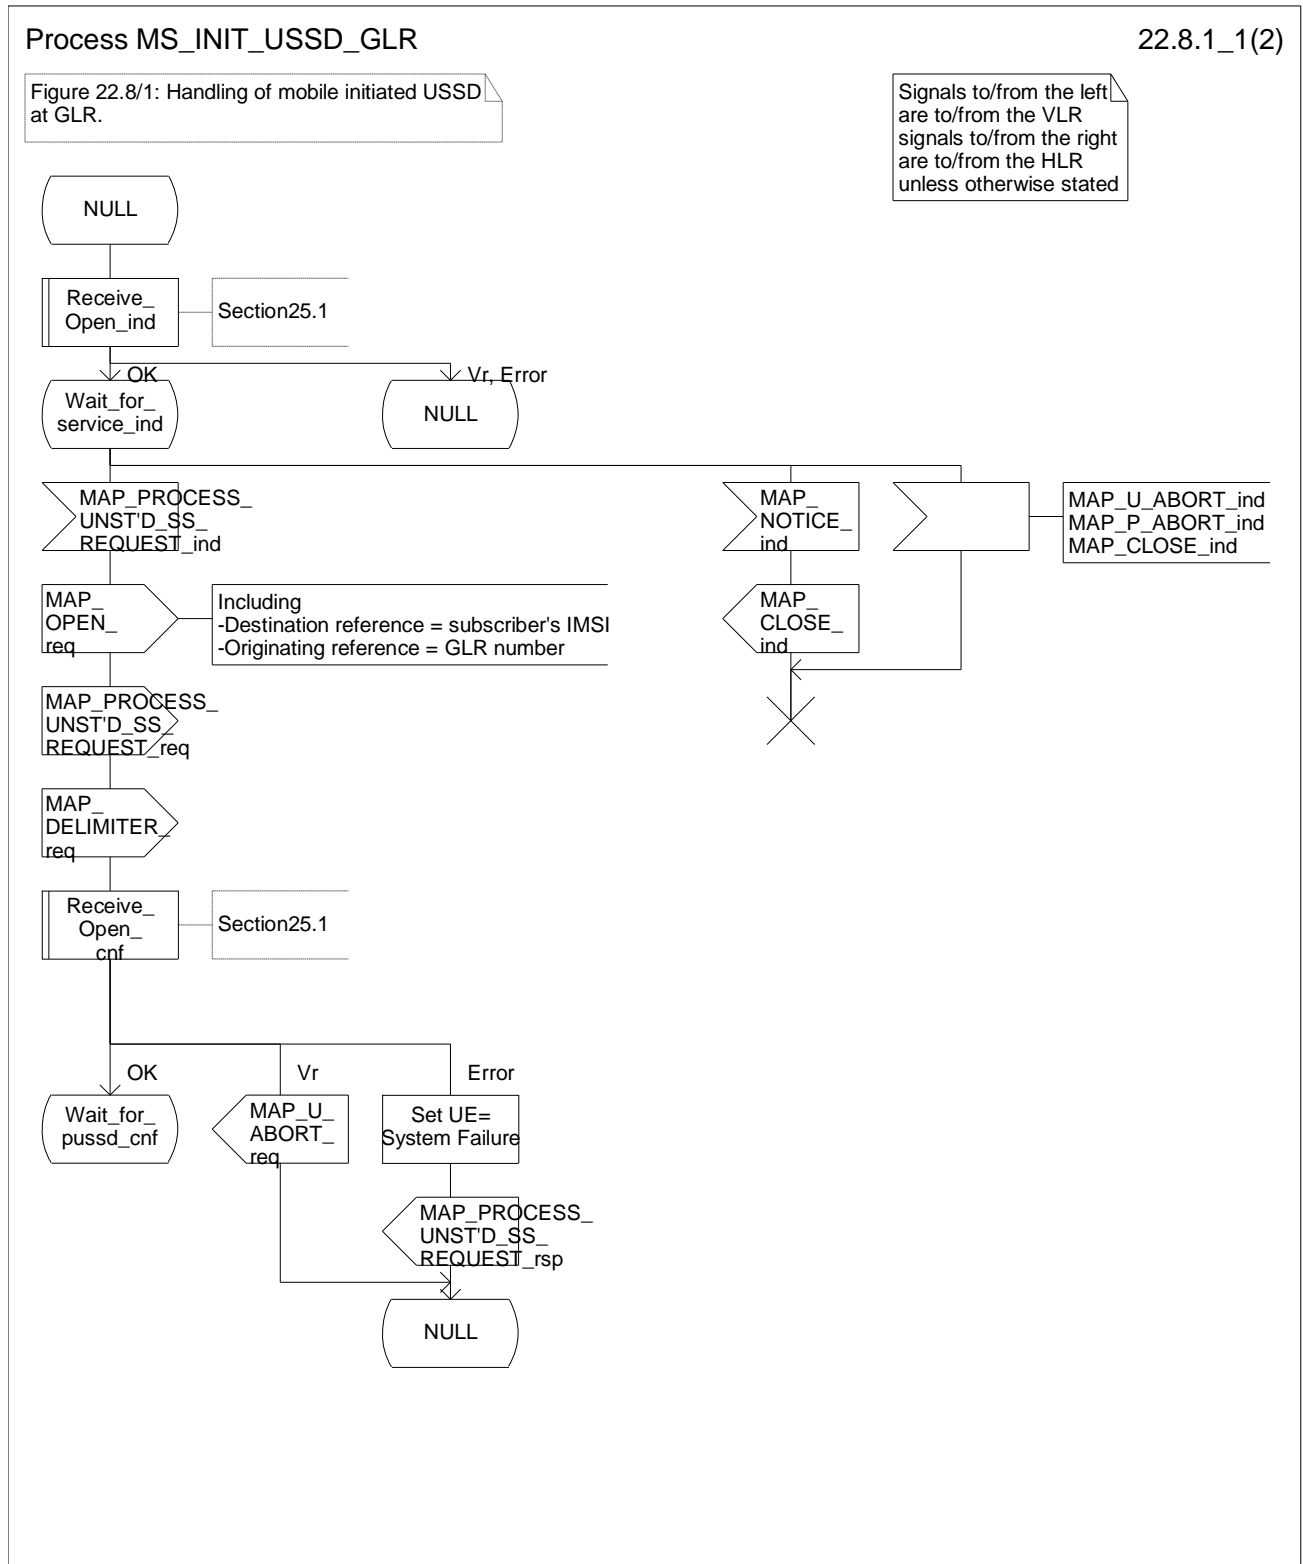 Process MS_INIT_USSD_GLR
22.8.1_1(2)
Figure 22.8/1: Handling of mobile initiated USSD
at GLR.
Signals to/from the left
are to/from the VLR
signals to/from the right
are to/from the HLR
unless otherwise stated
NULL
Receive_
Open_ind
Section25.1
OK
Vr, Error
Wait_for_
service_ind
NULL
MAP_PROCESS_
UNST'D_SS_
REQUEST_ind
MAP_
NOTICE_
ind
MAP_U_ABORT_ind
MAP_P_ABORT_ind
MAP_CLOSE_ind
MAP_
OPEN_
req
Including
-Destination reference = subscriber's IMSI
-Originating reference = GLR number
MAP_
CLOSE_
ind
MAP_PROCESS_
UNST'D_SS_
REQUEST_req
MAP_
DELIMITER_
req
Receive_
Open_
cnf
Section25.1
OK
Vr
Error
Wait_for_
pussd_cnf
MAP_U_
ABORT_
req
Set UE=
System Failure
MAP_PROCESS_
UNST'D_SS_
REQUEST_rsp
NULL